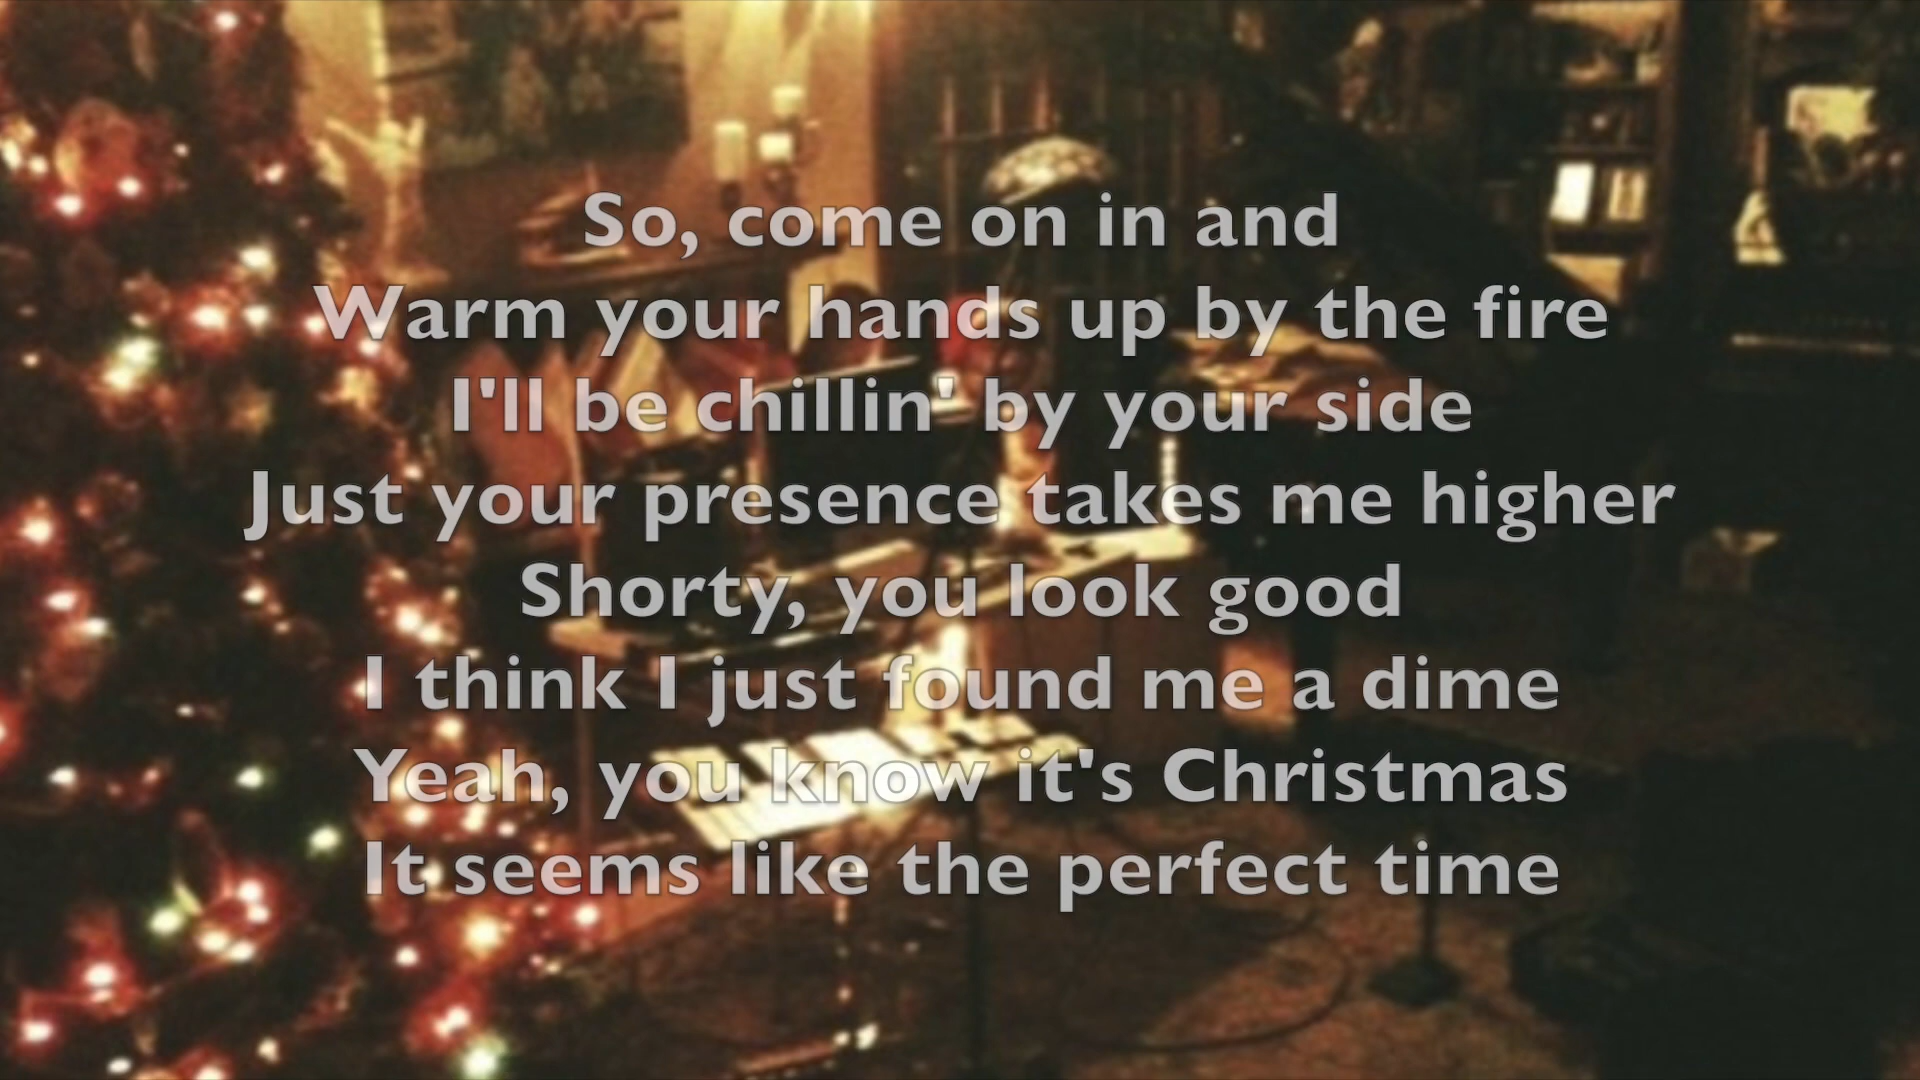 So, come on in and
Warm your hands up by the fire
I'll be chillin' by your side
Just your presence takes me higher
Shorty, you look good
I think I just found me a dime
Yeah, you know it's Christmas
It seems like the perfect time